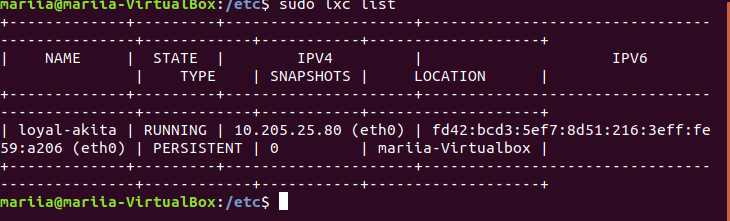 mariia@mariia-VirtualBox:/etc$ sudo lxc list
+-------------+---------+---------------------+---------------------------------
--------------+------------+-----------+-------------------+
|    NAME     |  STATE  |        IPV4         |                     IPV6
              |    TYPE    | SNAPSHOTS |     LOCATION      |
+-------------+---------+---------------------+---------------------------------
--------------+------------+-----------+-------------------+
| loyal-akita | RUNNING | 10.205.25.80 (eth0) | fd42:bcd3:5ef7:8d51:216:3eff:fe
59:a206 (eth0) | PERSISTENT | 0         | mariia-Virtualbox |
+-------------+---------+---------------------+---------------------------------
--------------+------------+-----------+-------------------+
mariia@mariia-VirtualBox:/etc$